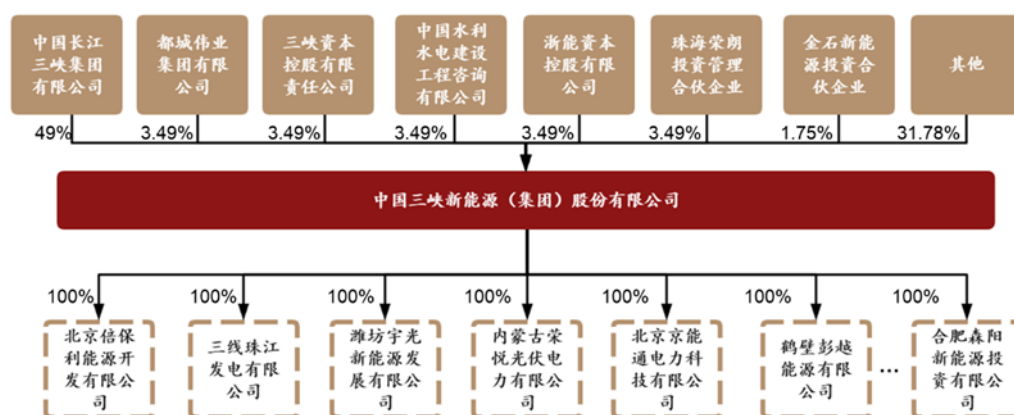 中国长江
三峡集团
有限公司
都城伟业
集团有限
公司
三峡资本
控股有限
责任公司
中国水利
水电建设
工程咨询
有限公司
浙能资本
控股有限
公司
珠海荣朗
投资管理
合伙企业
金石新能
源投资合
伙企业
其他
49%
3.49%
3.49%
3.49%
3.49%
3.49%
1.75%
31.78%
中国三峡新能源（集团）股份有限公司
100%
100%
100%
100%
100%
100%
100%
北京倍保
利能源开
发有限公
司
三线珠江
发电有限
公司
潍坊宇光
新能源发
展有限公
司
内蒙古荣
悦光伏电
力有限公
司
北京京能
通电力科
技有限公
司
鹤壁彭越
能源有限
公司
...
合肥森阳
新能源投
资有限公
司